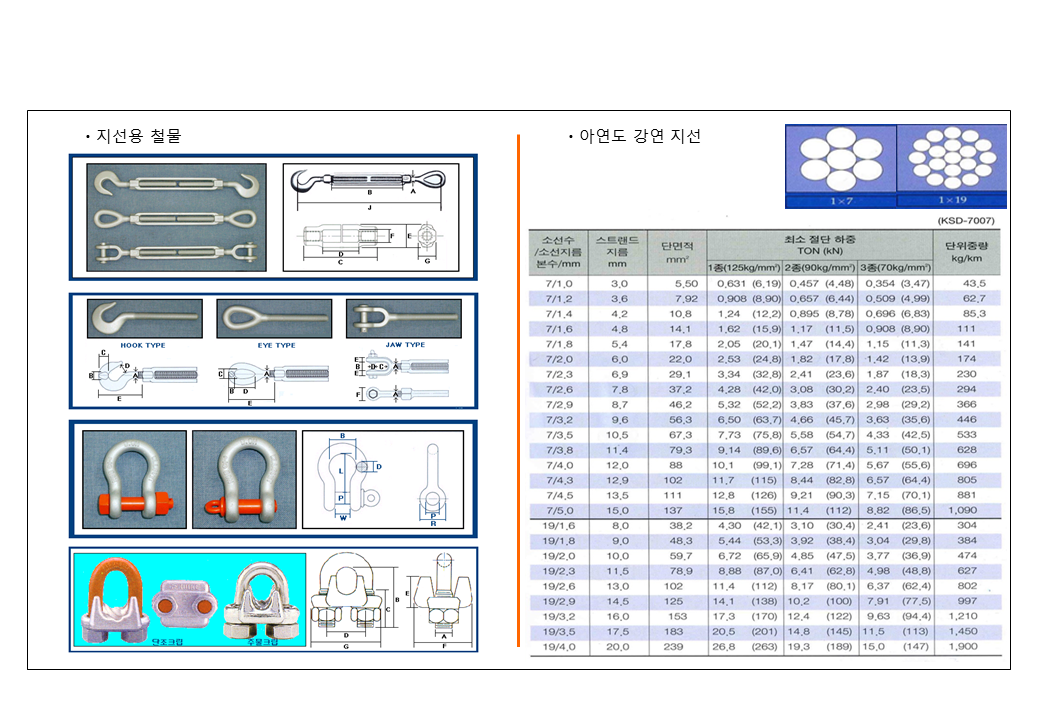 • 지선용 철물
B
A
J
F
E
D
C
G
HOOK TYPE
EYE TYPE
JAW TYPE
C
D
B
A
E
C
A
B
D
E
E
B
D
C
A
F
A
B
L
D
P
W
P
R
단조크립
주물크립
B
C
D
G
E
A
F
• 아연도 강연 지선
1×7
1×19
(KSD-7007)
소선수 /소선지름 본수/mm
스트랜드 지름 mm
단면적 mm²
최소 절단 하중 TON (kN)
단위중량 kg/km
1종(125kg/mm²) 2종(90kg/mm²) 3종(70kg/mm²)
7/1,0 3,0 5,50 0,631 (6,19) 0,457 (4,48) 0,354 (3,47) 43,5
7/1,2 3,6 7,92 0,908 (8,90) 0,657 (6,44) 0,509 (4,99) 62,7
7/1,4 4,2 10,8 1,24 (12,2) 0,895 (8,78) 0,696 (6,83) 85,3
7/1,6 4,8 14,1 1,62 (15,9) 1,17 (11,5) 0,908 (8,90) 111
7/1,8 5,4 17,8 2,05 (20,1) 1,47 (14,4) 1,15 (11,3) 141
7/2,0 6,0 22,0 2,53 (24,8) 1,82 (17,8) 1,42 (13,9) 174
7/2,3 6,9 29,1 3,34 (32,8) 2,41 (23,6) 1,87 (18,3) 230
7/2,6 7,8 37,2 4,28 (42,0) 3,08 (30,2) 2,40 (23,5) 294
7/2,9 8,7 46,2 5,32 (52,2) 3,83 (37,6) 2,98 (29,2) 366
7/3,2 9,6 56,3 6,50 (63,7) 4,66 (45,7) 3,63 (35,6) 446
7/3,5 10,5 67,3 7,73 (75,8) 5,58 (54,7) 4,33 (42,5) 533
7/3,8 11,4 79,3 9,14 (89,6) 6,57 (64,4) 5,11 (50,1) 628
7/4,0 12,0 88 10,1 (99,1) 7,28 (71,4) 5,67 (55,6) 696
7/4,3 12,9 102 11,7 (115) 8,44 (82,8) 6,57 (64,4) 805
7/4,5 13,5 111 12,8 (126) 9,21 (90,3) 7,15 (70,1) 881
7/5,0 15,0 137 15,8 (155) 11,4 (112) 8,82 (86,5) 1,090
19/1,6 8,0 38,2 4,30 (42,1) 3,10 (30,4) 2,41 (23,6) 304
19/1,8 9,0 48,3 5,44 (53,3) 3,92 (38,4) 3,04 (29,8) 384
19/2,0 10,0 59,7 6,72 (65,9) 4,85 (47,5) 3,77 (36,9) 474
19/2,3 11,5 78,9 8,88 (87,0) 6,41 (62,8) 4,98 (48,8) 627
19/2,6 13,0 102 11,4 (112) 8,17 (80,1) 6,37 (62,4) 802
19/2,9 14,5 125 14,1 (138) 10,2 (100) 7,91 (77,5) 997
19/3,2 16,0 153 17,3 (170) 12,4 (122) 9,63 (94,4) 1,210
19/3,5 17,5 183 20,5 (201) 14,8 (145) 11,5 (113) 1,450
19/4,0 20,0 239 26,8 (263) 19,3 (189) 15,0 (147) 1,900